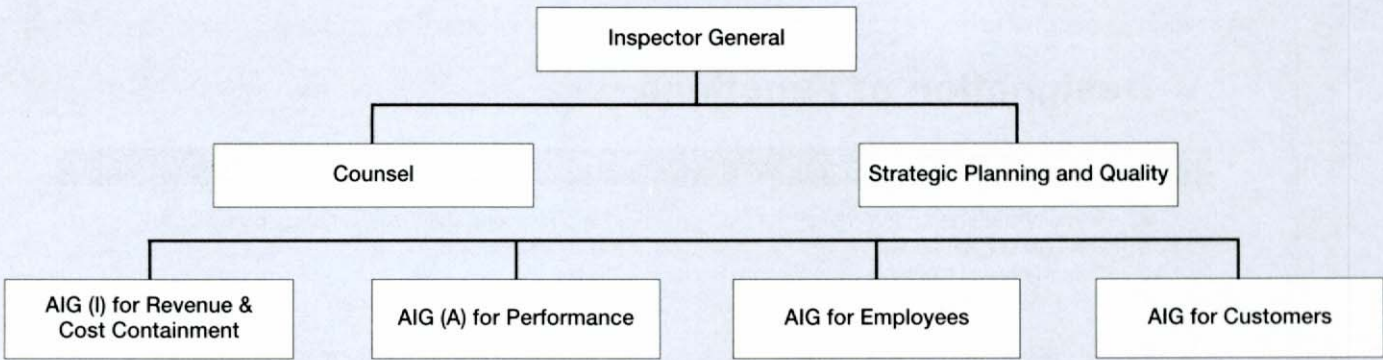 Inspector General
Counsel
Strategic Planning and Quality
AIG (I) for Revenue &
Cost Containment
AIG (A) for Performance
AIG for Employees
AIG for Customers